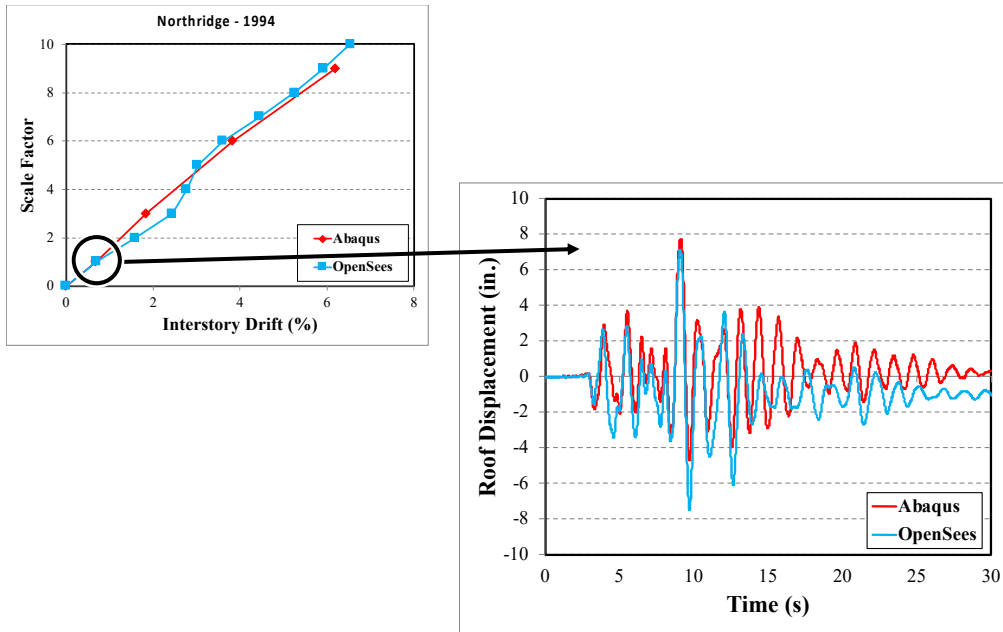 Northridge - 1994
10
8
6
4
2
0
Scale Factor
Abaqus
OpenSees
0 2 4 6 8
Interstory Drift (%)
10
8
6
4
2
0
-2
-4
-6
-8
-10
Roof Displacement (in.)
Abaqus
OpenSees
0 5 10 15 20 25 30
Time (s)